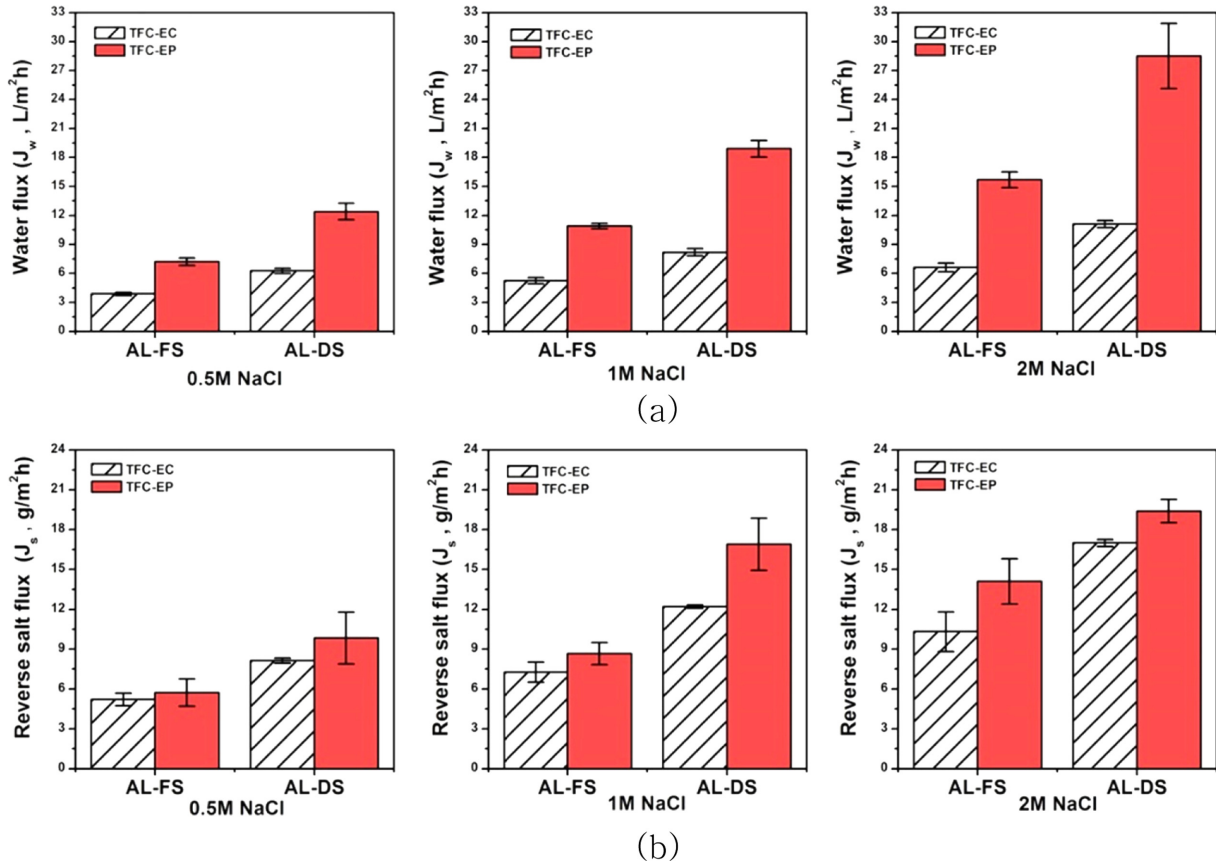 Water flux (J_w , L/m²h)
33
30
27
24
21
18
15
12
9
6
3
0
TFC-EC
TFC-EP
AL-FS AL-DS
0.5M NaCl
Water flux (J_w , L/m²h)
33
30
27
24
21
18
15
12
9
6
3
0
TFC-EC
TFC-EP
AL-FS AL-DS
1M NaCl
Water flux (J_w , L/m²h)
33
30
27
24
21
18
15
12
9
6
3
0
TFC-EC
TFC-EP
AL-FS AL-DS
2M NaCl
(a)
Reverse salt flux (J_s , g/m²h)
24
21
18
15
12
9
6
3
0
TFC-EC
TFC-EP
AL-FS AL-DS
0.5M NaCl
Reverse salt flux (J_s , g/m²h)
24
21
18
15
12
9
6
3
0
TFC-EC
TFC-EP
AL-FS AL-DS
1M NaCl
Reverse salt flux (J_s , g/m²h)
24
21
18
15
12
9
6
3
0
TFC-EC
TFC-EP
AL-FS AL-DS
2M NaCl
(b)